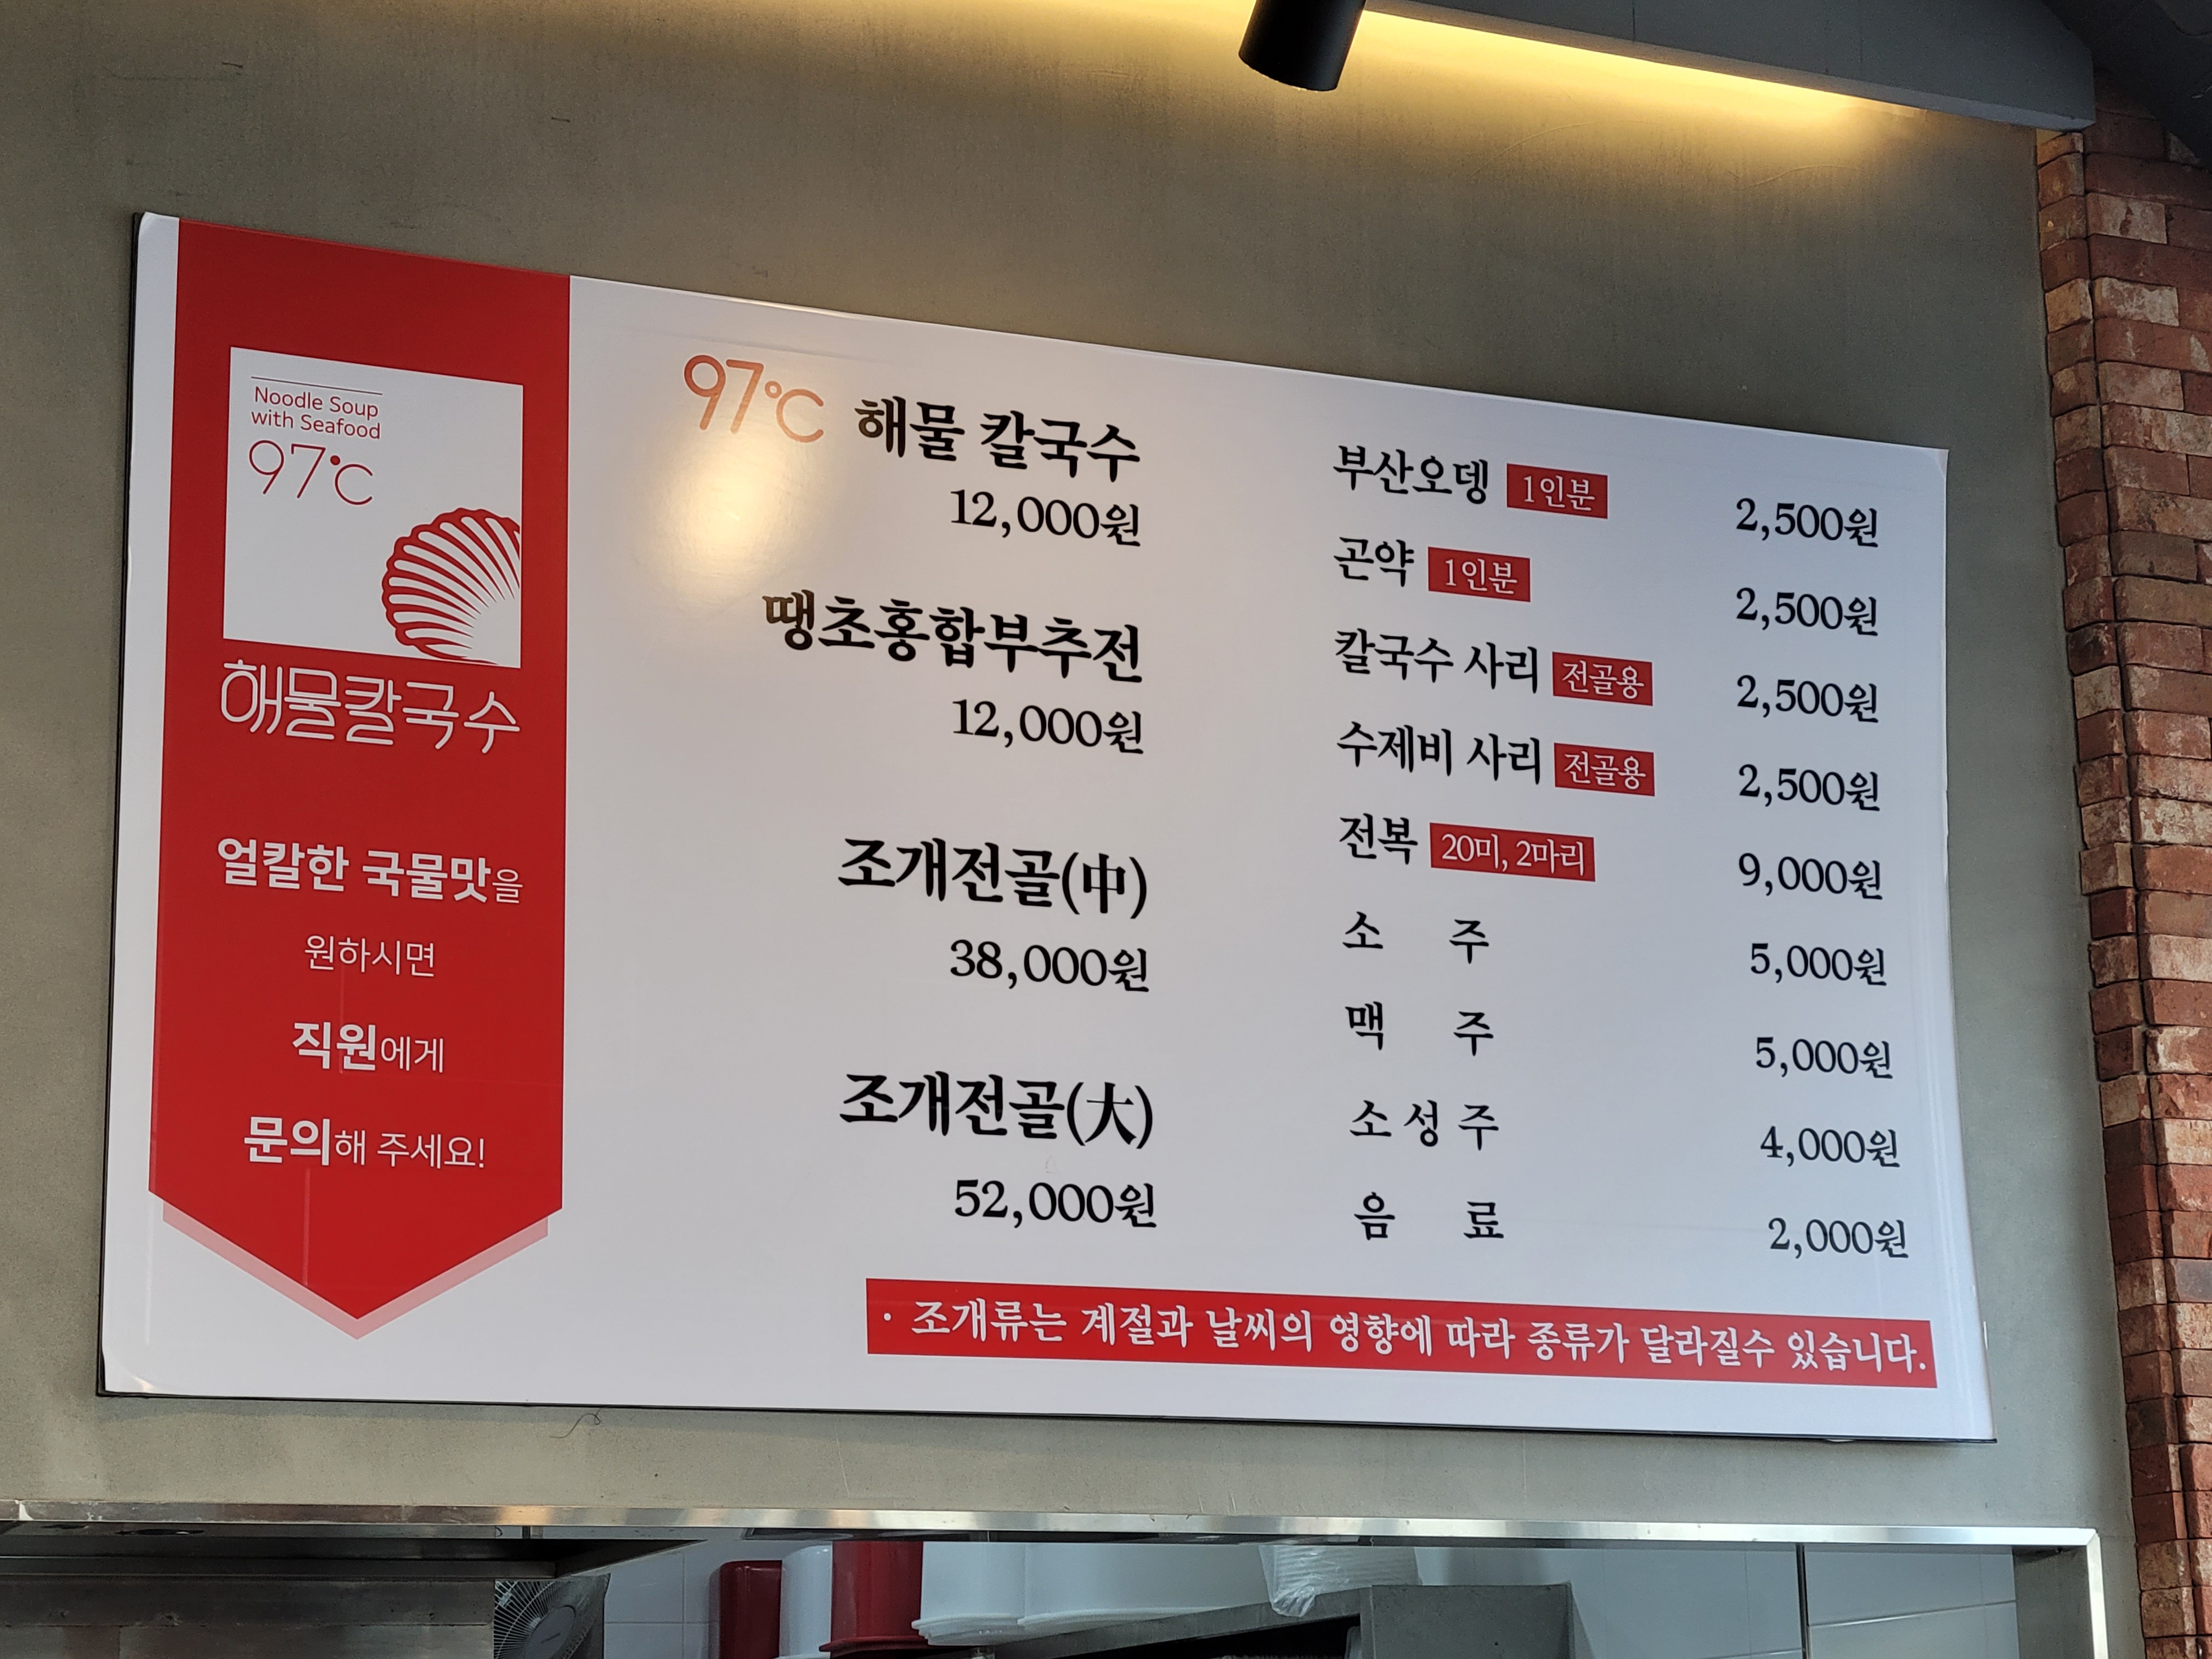 Noodle Soup
with Seafood
97℃
해물칼국수
얼칼한 국물맛을
원하시면
직원에게
문의해 주세요!
97℃ 해물 칼국수
12,000원
땡초홍합부추전
12,000원
조개전골(中)
38,000원
조개전골(大)
52,000원
부산오뎅 1인분 2,500원
곤약 1인분 2,500원
칼국수 사리 전골용 2,500원
수제비 사리 전골용 2,500원
전복 20미, 2마리 9,000원
소 주 5,000원
맥 주 5,000원
소 성 주 4,000원
음 료 2,000원
· 조개류는 계절과 날씨의 영향에 따라 종류가 달라질수 있습니다.